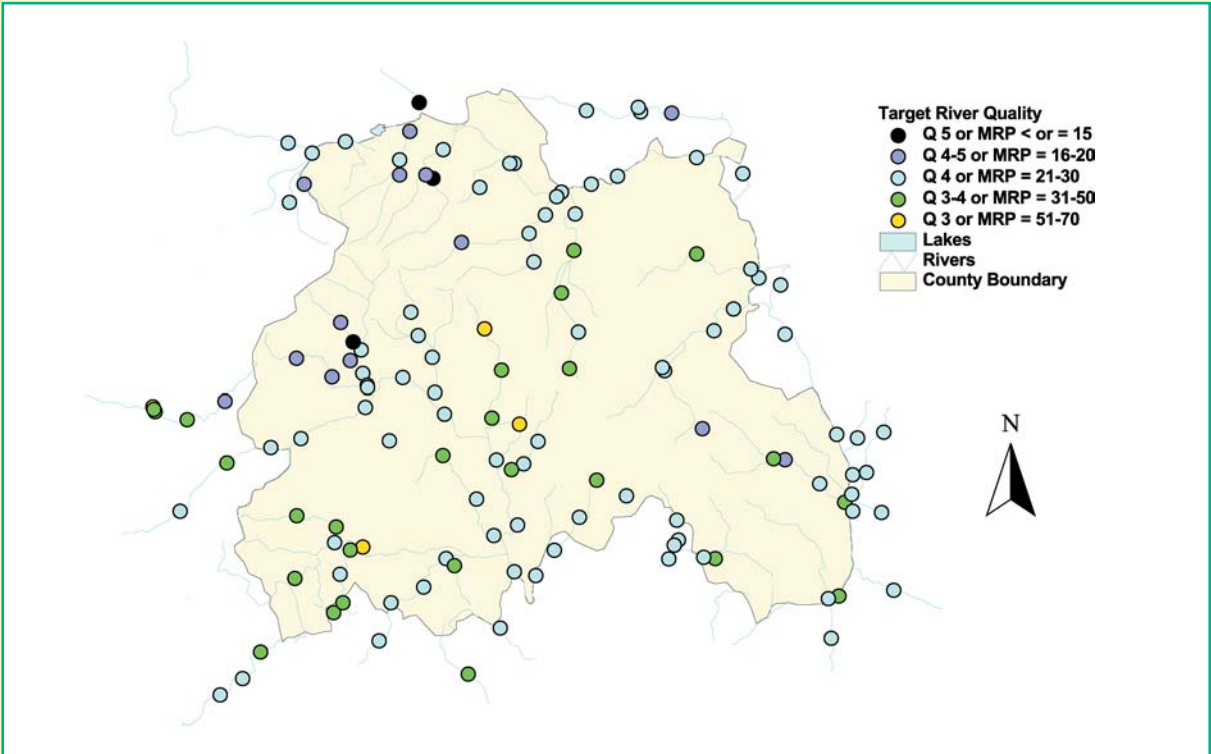 Target River Quality
Q 5 or MRP < or = 15
Q 4-5 or MRP = 16-20
Q 4 or MRP = 21-30
Q 3-4 or MRP = 31-50
Q 3 or MRP = 51-70
Lakes
Rivers
County Boundary
N